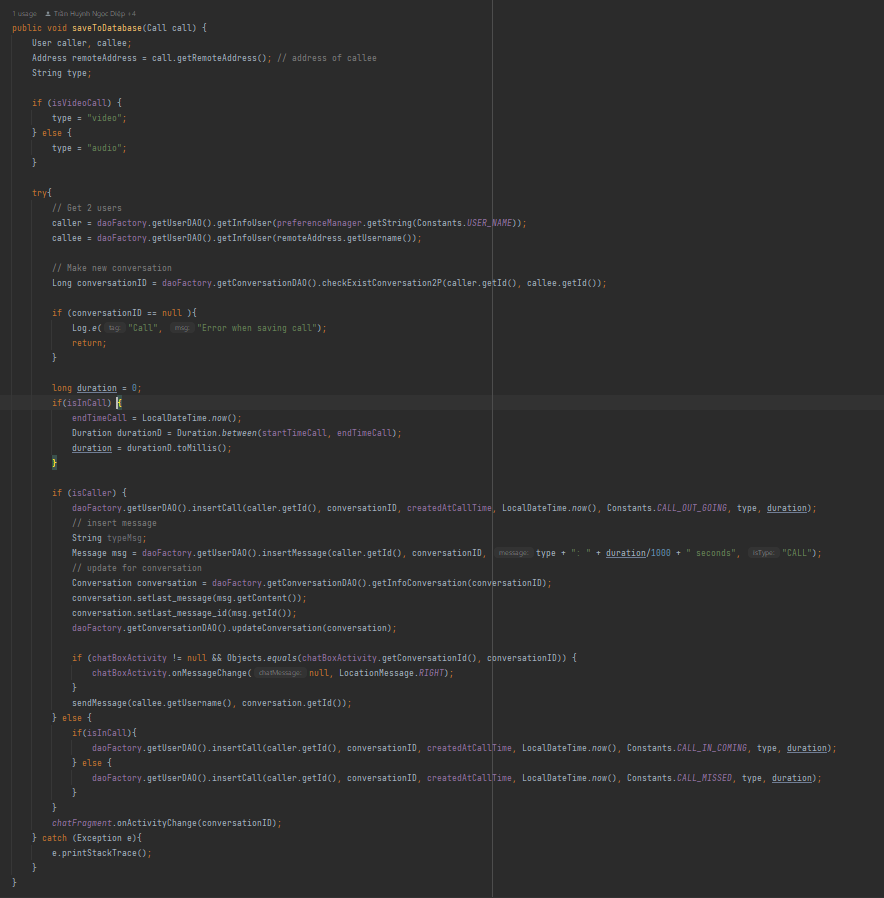 1 usage Trần Huỳnh Ngọc Diệp +4
public void saveToDatabase(Call call) {
    User caller, callee;
    Address remoteAddress = call.getRemoteAddress(); // address of callee
    String type;

    if (isVideoCall) {
        type = "video";
    } else {
        type = "audio";
    }

    try{
        // Get 2 users
        caller = daoFactory.getUserDAO().getInfoUser(preferenceManager.getString(Constants.USER_NAME));
        callee = daoFactory.getUserDAO().getInfoUser(remoteAddress.getUsername());

        // Make new conversation
        Long conversationID = daoFactory.getConversationDAO().checkExistConversation2P(caller.getId(), callee.getId());

        if (conversationID == null ){
            Log.e( tag: "Call", msg: "Error when saving call");
            return;
        }

        long duration = 0;
        if(isInCall) {
            endTimeCall = LocalDateTime.now();
            Duration durationD = Duration.between(startTimeCall, endTimeCall);
            duration = durationD.toMillis();
        }

        if (isCaller) {
            daoFactory.getUserDAO().insertCall(caller.getId(), conversationID, createdAtCallTime, LocalDateTime.now(), Constants.CALL_OUT_GOING, type, duration);
            // insert message
            String typeMsg;
            Message msg = daoFactory.getUserDAO().insertMessage(caller.getId(), conversationID, message: type + ": " + duration/1000 + " seconds", isType: "CALL");
            // update for conversation
            Conversation conversation = daoFactory.getConversationDAO().getInfoConversation(conversationID);
            conversation.setLast_message(msg.getContent());
            conversation.setLast_message_id(msg.getId());
            daoFactory.getConversationDAO().updateConversation(conversation);

            if (chatBoxActivity != null && Objects.equals(chatBoxActivity.getConversationId(), conversationID)) {
                chatBoxActivity.onMessageChange( chatMessage: null, LocationMessage.RIGHT);
            }
            sendMessage(callee.getUsername(), conversation.getId());
        } else {
            if(isInCall){
                daoFactory.getUserDAO().insertCall(caller.getId(), conversationID, createdAtCallTime, LocalDateTime.now(), Constants.CALL_IN_COMING, type, duration);
            } else {
                daoFactory.getUserDAO().insertCall(caller.getId(), conversationID, createdAtCallTime, LocalDateTime.now(), Constants.CALL_MISSED, type, duration);
            }
        }
        chatFragment.onActivityChange(conversationID);
    } catch (Exception e){
        e.printStackTrace();
    }
}